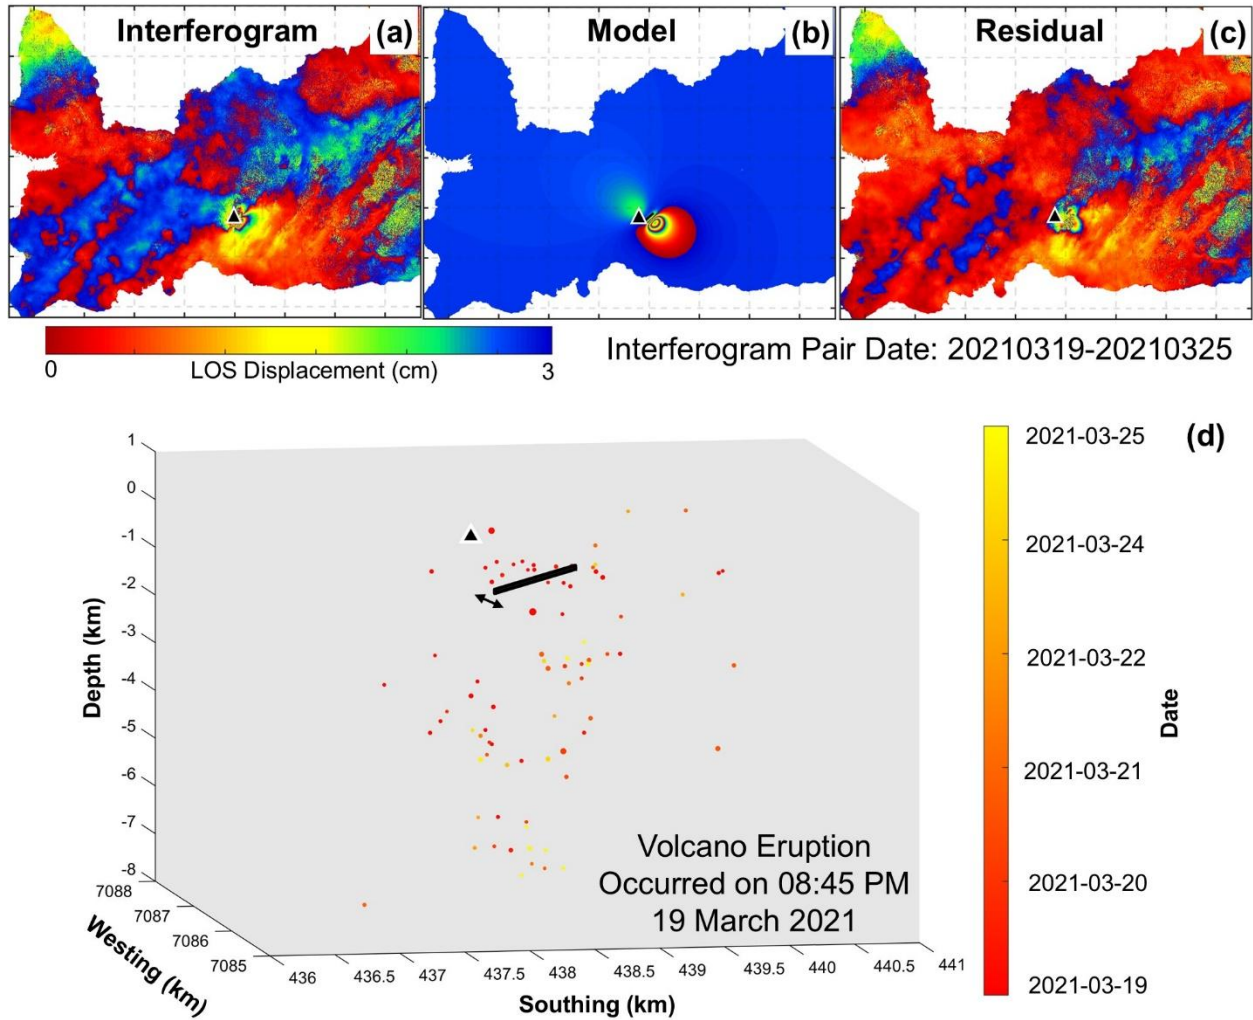 Interferogram (a)
Model (b)
Residual (c)
0 LOS Displacement (cm) 3
Interferogram Pair Date: 20210319-20210325
(d)
1
0
-1
-2
-3
-4
-5
-6
-7
-8
Depth (km)
7088
7087
7086
7085
Westing (km)
436
436.5
437
437.5
438
438.5
439
439.5
440
440.5
441
Southing (km)
Volcano Eruption
Occurred on 08:45 PM
19 March 2021
2021-03-25
2021-03-24
2021-03-22
2021-03-21
2021-03-20
2021-03-19
Date